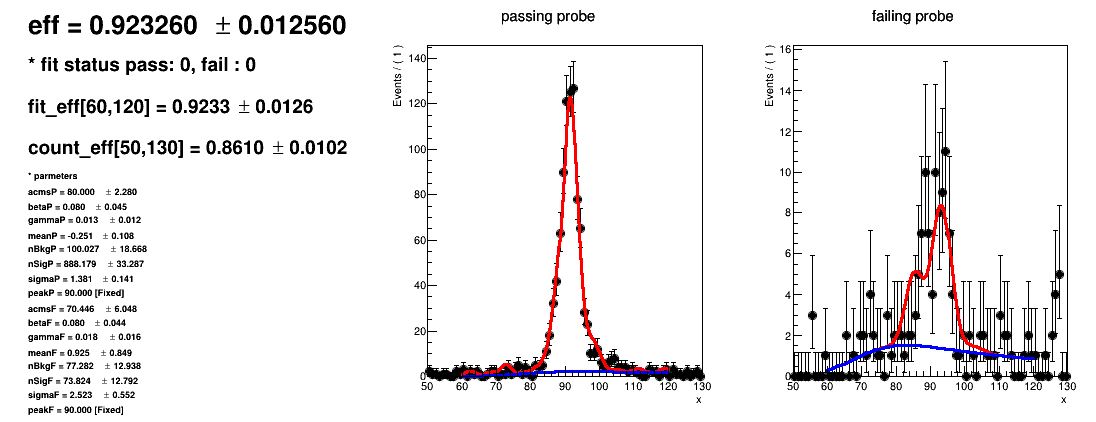 eff = 0.923260 ± 0.012560
* fit status pass: 0, fail : 0
fit_eff[60,120] = 0.9233 ± 0.0126
count_eff[50,130] = 0.8610 ± 0.0102
* parmeters
acmsP = 80.000 ± 2.280
betaP = 0.080 ± 0.045
gammaP = 0.013 ± 0.012
meanP = -0.251 ± 0.108
nBkgP = 100.027 ± 18.668
nSigP = 888.179 ± 33.287
sigmaP = 1.381 ± 0.141
peakP = 90.000 [Fixed]
acmsF = 70.446 ± 6.048
betaF = 0.080 ± 0.044
gammaF = 0.018 ± 0.016
meanF = 0.925 ± 0.849
nBkgF = 77.282 ± 12.938
nSigF = 73.824 ± 12.792
sigmaF = 2.523 ± 0.552
peakF = 90.000 [Fixed]
passing probe
Events / ( 1 )
140
120
100
80
60
40
20
0
50 60 70 80 90 100 110 120 130
x
failing probe
Events / ( 1 )
16
14
12
10
8
6
4
2
0
50 60 70 80 90 100 110 120 130
x